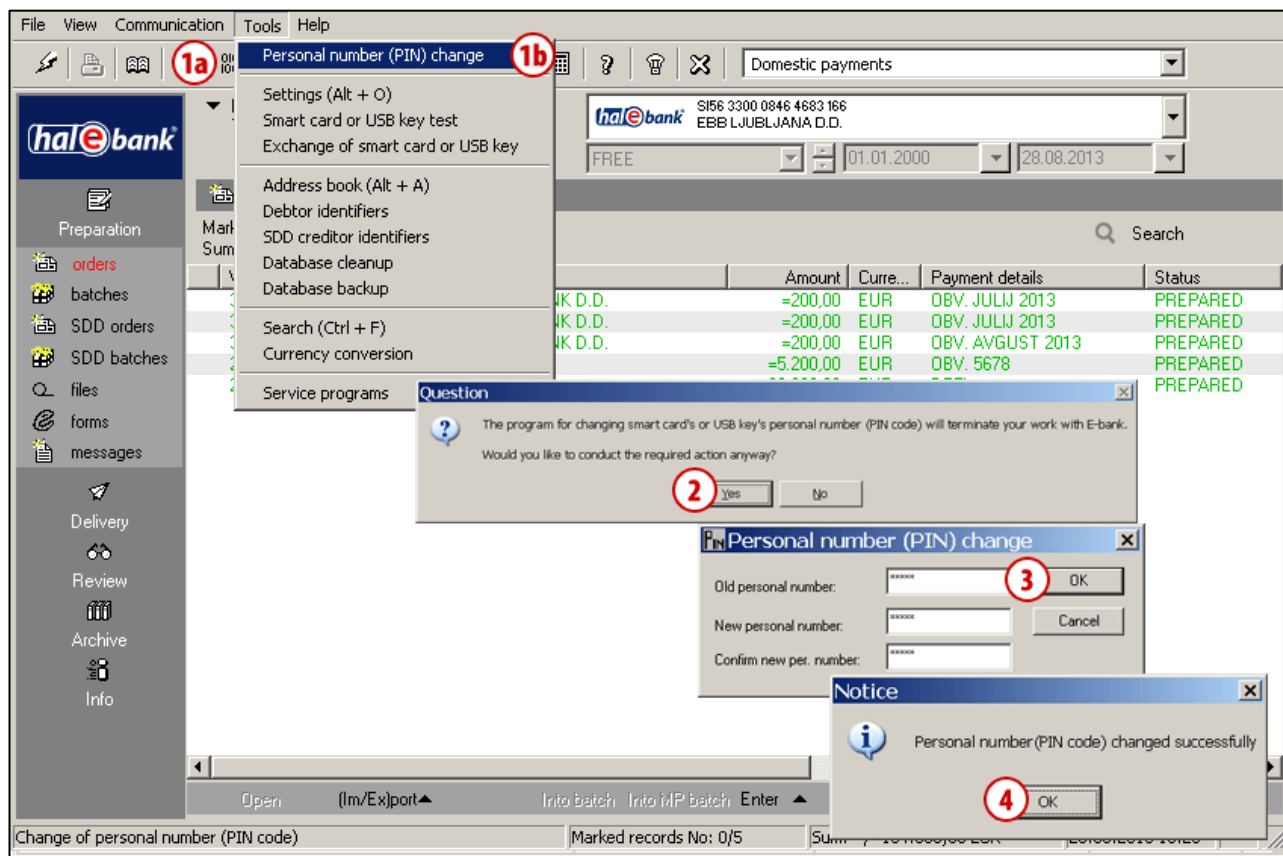 File View Communication Tools Help
Personal number (PIN) change
1a
1b
Domestic payments
Settings (Alt + O)
Smart card or USB key test
Exchange of smart card or USB key
Address book (Alt + A)
Debtor identifiers
SDD creditor identifiers
Database cleanup
Database backup
Search (Ctrl + F)
Currency conversion
Service programs
halebank
halebank SI56 3300 0846 4683 166
EBB LJUBLJANA D.D.
FREE 01.01.2000 28.08.2013
Preparation
orders
batches
SDD orders
SDD batches
files
forms
messages
Delivery
Review
Archive
Info
Search
Amount Curre... Payment details Status
D.D. =200,00 EUR OBV. JULIJ 2013 PREPARED
D.D. =200,00 EUR OBV. JULIJ 2013 PREPARED
D.D. =200,00 EUR OBV. AVGUST 2013 PREPARED
=5.200,00 EUR OBV. 5678 PREPARED
PREPARED
Question
The program for changing smart card's or USB key's personal number (PIN code) will terminate your work with E-bank.
Would you like to conduct the required action anyway?
2 Yes No
PIN Personal number (PIN) change
Old personal number: ***** 3 OK
New personal number: ***** Cancel
Confirm new per. number: *****
Notice
Personal number(PIN code) changed successfully
4 OK
Open (Im/Ex)port Into batch Into MP batch Enter
Change of personal number (PIN code) Marked records No: 0/5